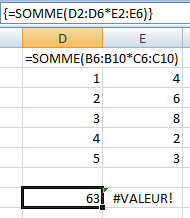 {=SOMME(D2:D6*E2:E6)}
D E
=SOMME(B6:B10*C6:C10)
1 4
2 6
3 8
4 2
5 3
63 #VALEUR!